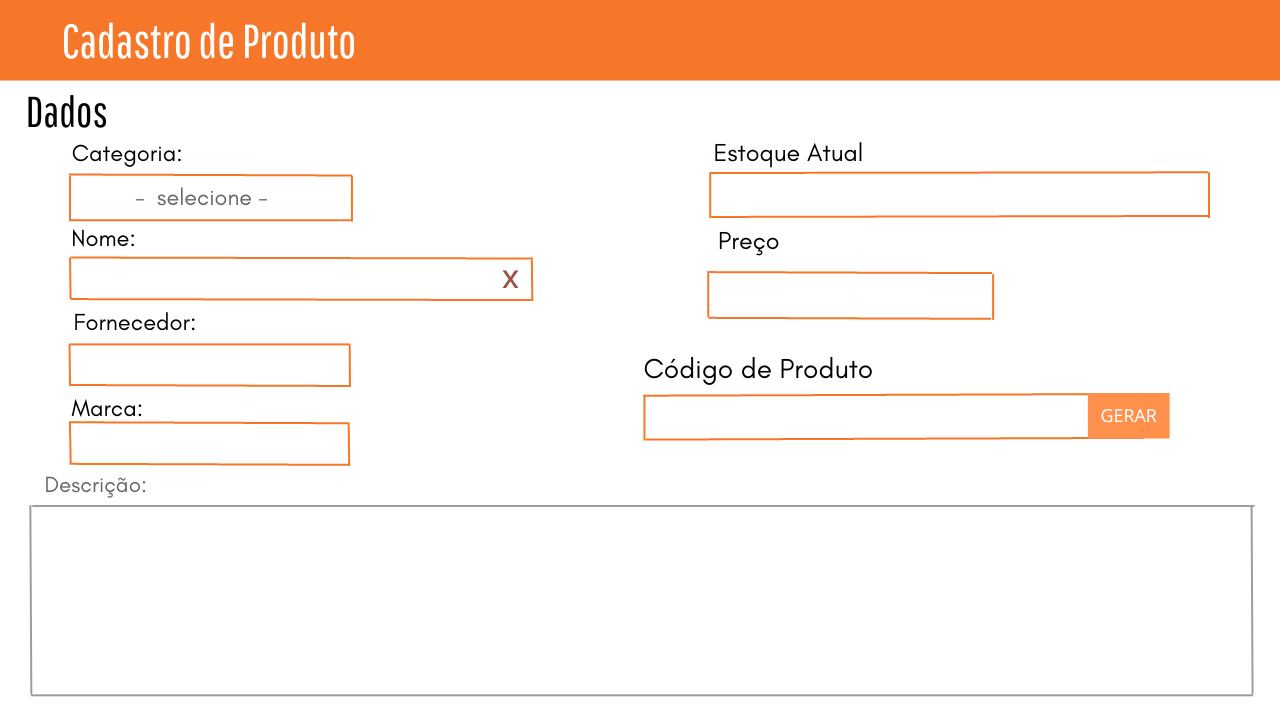 Cadastro de Produto
Dados
Categoria:
- selecione -
Nome:
X
Fornecedor:
Marca:
Estoque Atual
Preço
Código de Produto
GERAR
Descrição: